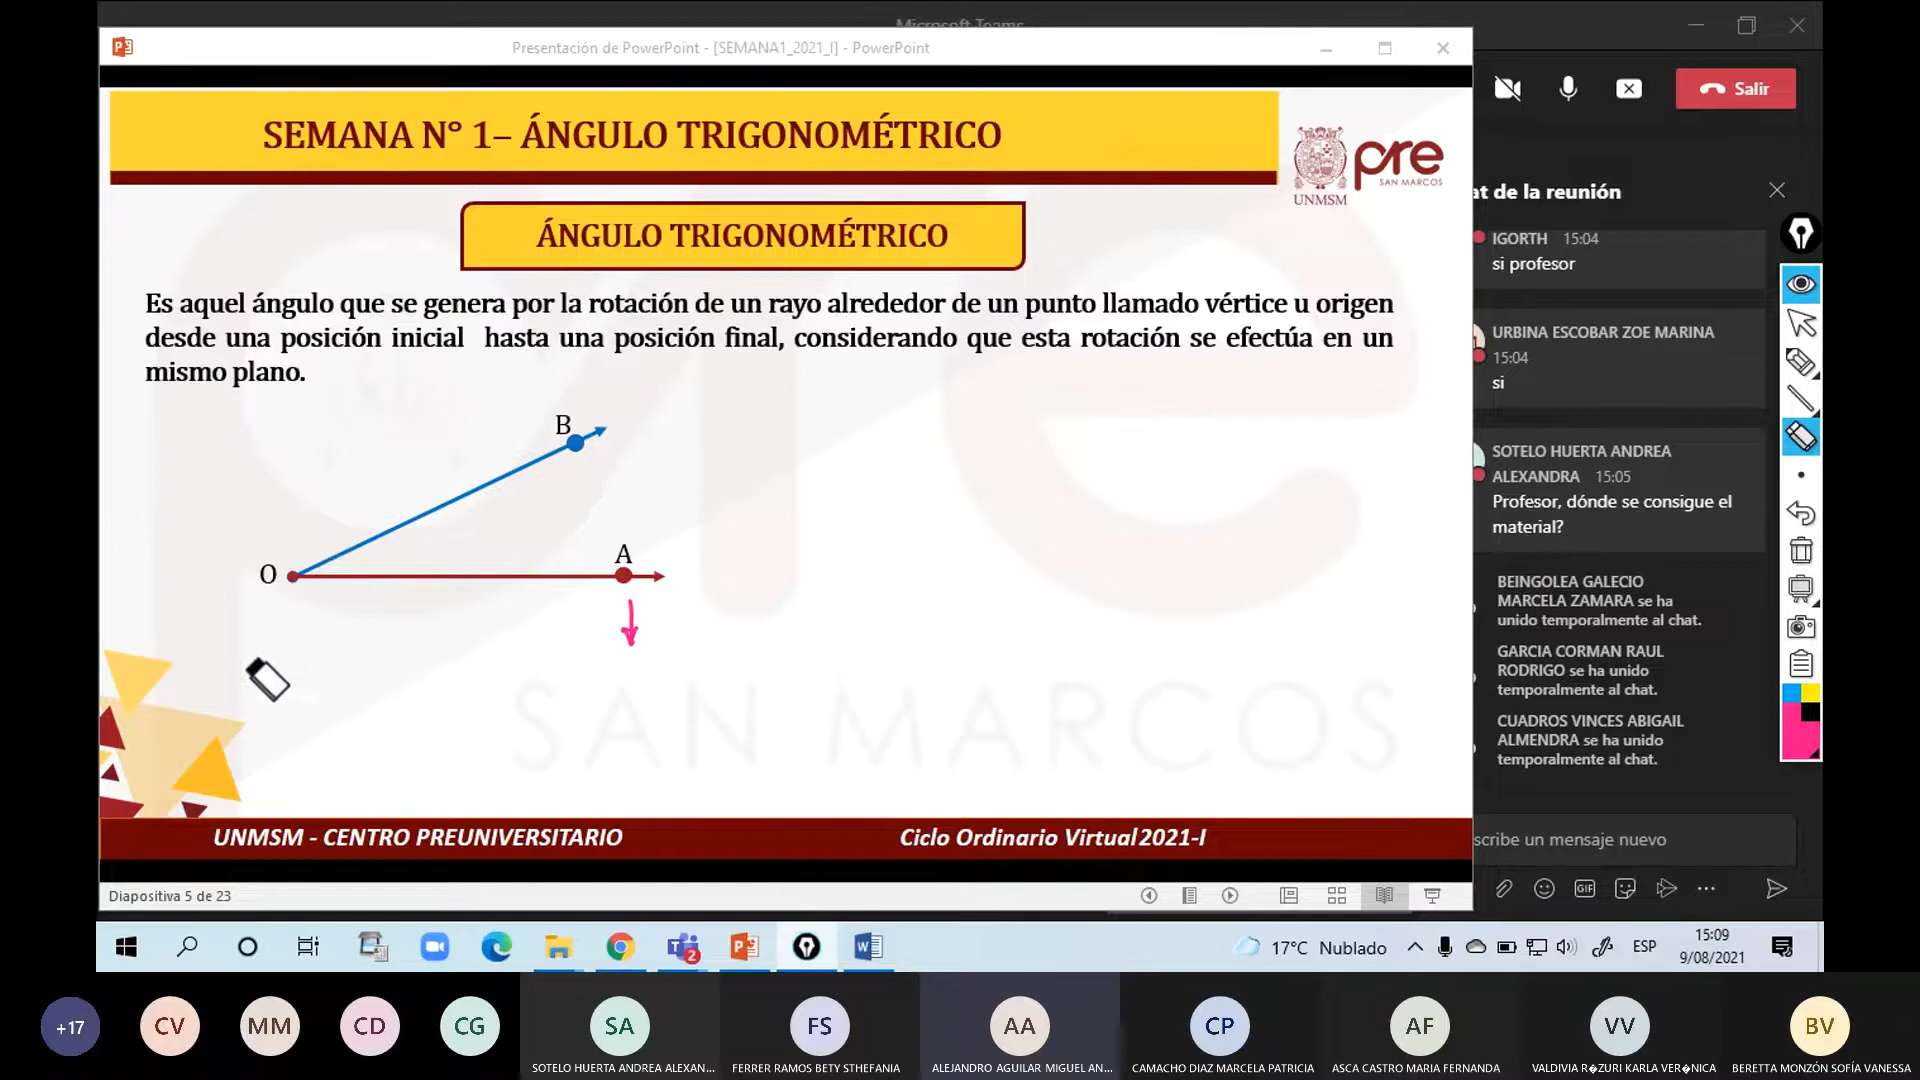 Microsoft Teams
Presentación de PowerPoint - [SEMANA1_2021_I] - PowerPoint
Salir
SEMANA N° 1– ÁNGULO TRIGONOMÉTRICO
UNMSM
pre
SAN MARCOS
ÁNGULO TRIGONOMÉTRICO
Es aquel ángulo que se genera por la rotación de un rayo alrededor de un punto llamado vértice u origen
desde una posición inicial hasta una posición final, considerando que esta rotación se efectúa en un
mismo plano.
B
A
O
pre
SAN MARCOS
UNMSM - CENTRO PREUNIVERSITARIO
Ciclo Ordinario Virtual 2021-I
Diapositiva 5 de 23
at de la reunión
IGORTH 15:04
si profesor
URBINA ESCOBAR ZOE MARINA
15:04
si
SOTELO HUERTA ANDREA
ALEXANDRA 15:05
Profesor, dónde se consigue el
material?
BEINGOLEA GALECIO
MARCELA ZAMARA se ha
unido temporalmente al chat.
GARCIA CORMAN RAUL
RODRIGO se ha unido
temporalmente al chat.
CUADROS VINCES ABIGAIL
ALMENDRA se ha unido
temporalmente al chat.
scribe un mensaje nuevo
GIF
2
17°C Nublado
ESP
15:09
9/08/2021
+17
CV
MM
CD
CG
SA
FS
AA
CP
AF
VV
BV
SOTELO HUERTA ANDREA ALEXAN...
FERRER RAMOS BETY STHEFANIA
ALEJANDRO AGUILAR MIGUEL AN...
CAMACHO DIAZ MARCELA PATRICIA
ASCA CASTRO MARIA FERNANDA
VALDIVIA R�ZURI KARLA VER�NICA
BERETTA MONZÓN SOFÍA VANESSA